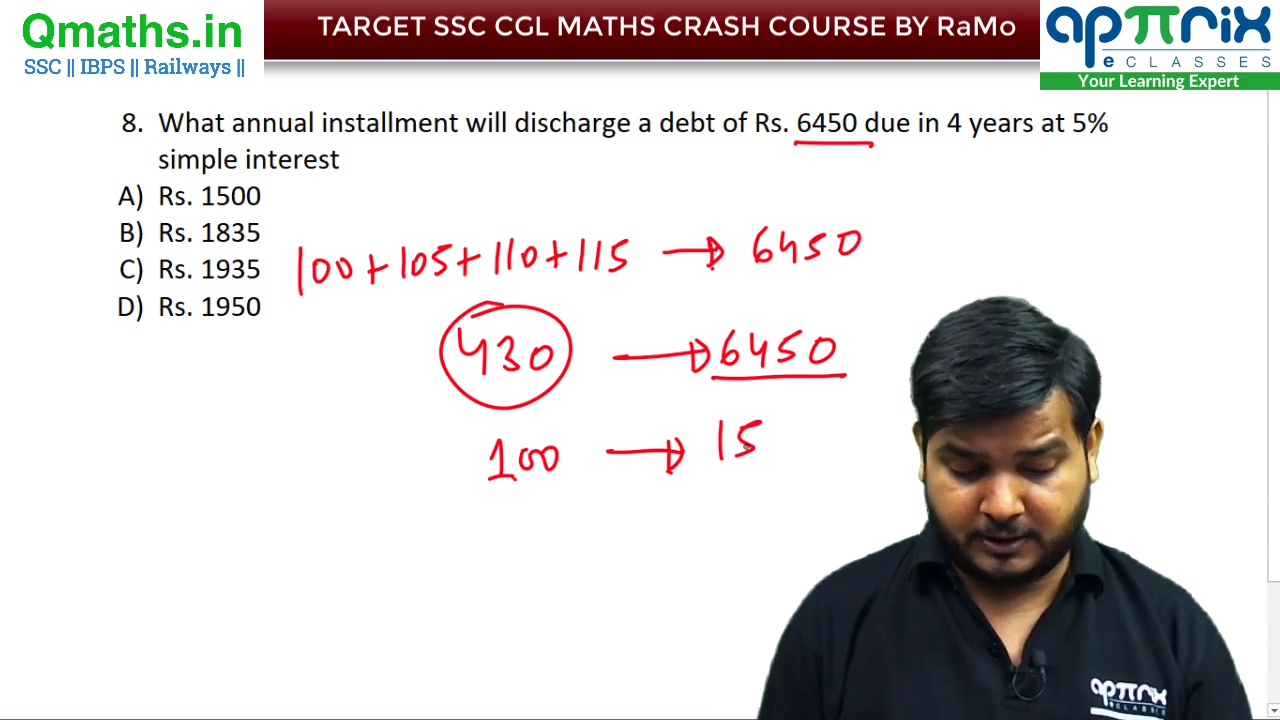 Qmaths.in
SSC || IBPS || Railways ||
TARGET SSC CGL MATHS CRASH COURSE BY RaMo
apπrix
eCLASSES
Your Learning Expert
8. What annual installment will discharge a debt of Rs. 6450 due in 4 years at 5%
simple interest
A) Rs. 1500
B) Rs. 1835
C) Rs. 1935
D) Rs. 1950
100+105+110+115 → 6450
430 → 6450
100 → 15
apπrix
eCLASSES